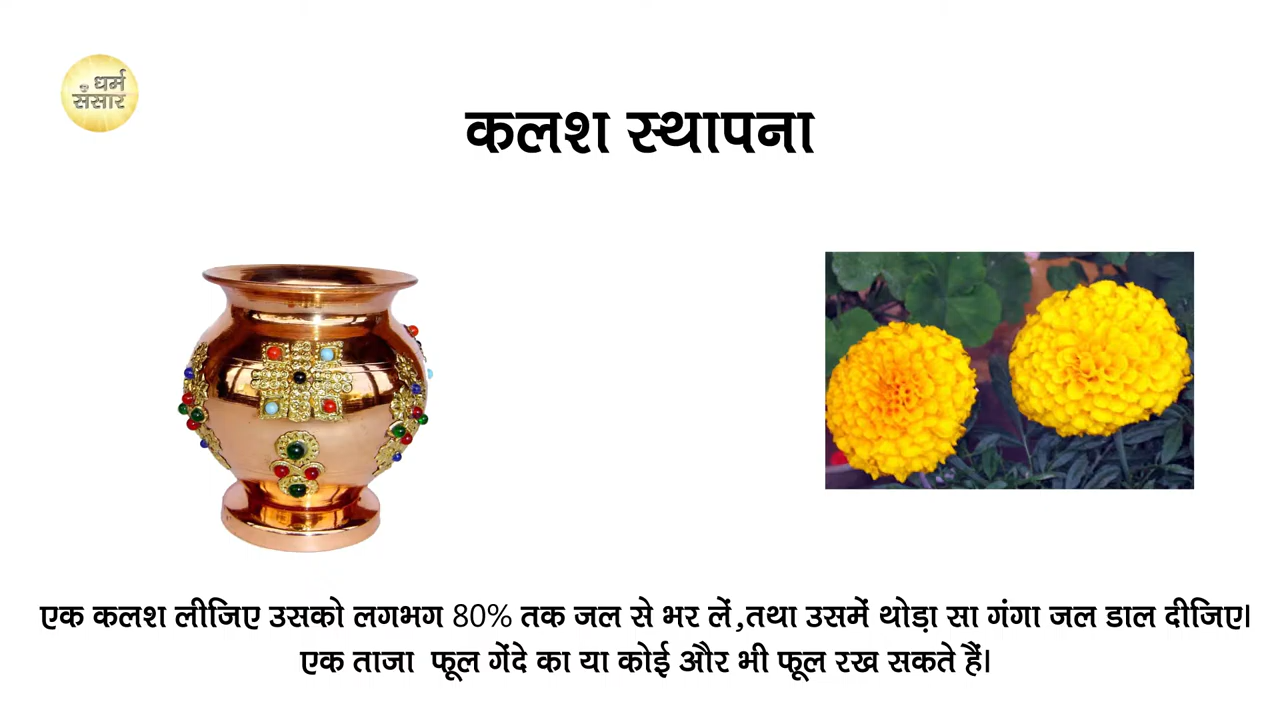 धर्म
संसार
कलश स्थापना
एक कलश लीजिए उसको लगभग 80% तक जल से भर लें,तथा उसमें थोड़ा सा गंगा जल डाल दीजिए।
एक ताजा फूल गेंदे का या कोई और भी फूल रख सकते हैं।